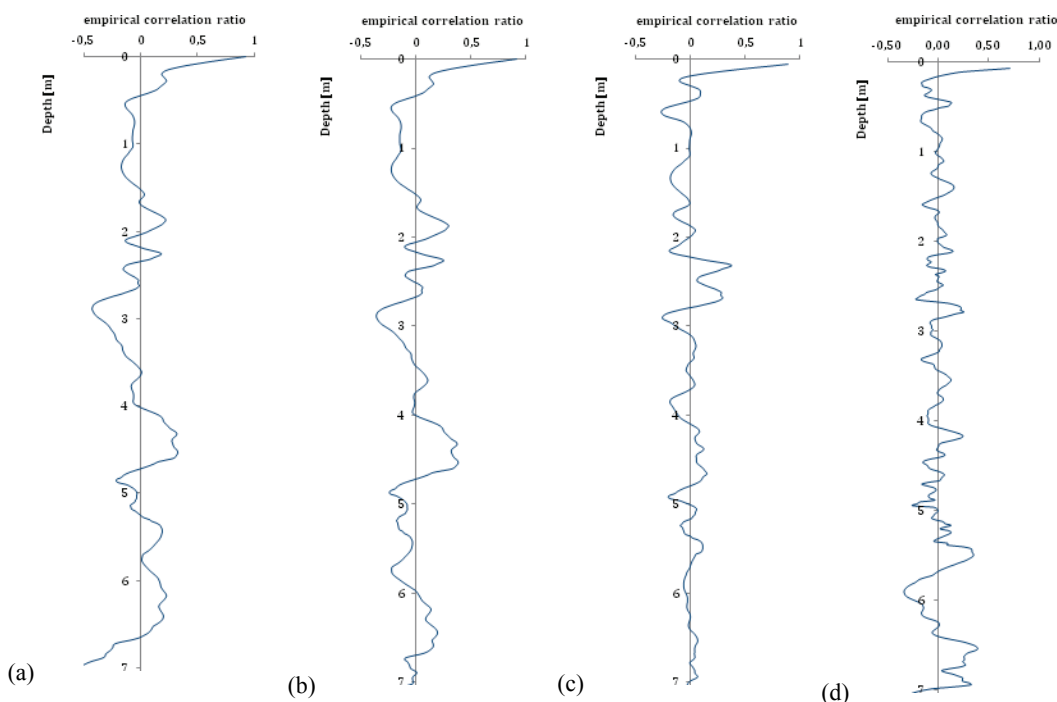 empirical correlation ratio
-0,5 0 0,5 1
0
Depth [m]
1
2
3
4
5
6
7
(a)
empirical correlation ratio
-0,5 0 0,5 1
0
Depth [m]
1
2
3
4
5
6
7
(b)
empirical correlation ratio
-0,5 0 0,5 1
0
Depth [m]
1
2
3
4
5
6
7
(c)
empirical correlation ratio
-0,50 0,00 0,50 1,00
0
Depth [m]
1
2
3
4
5
6
7
(d)